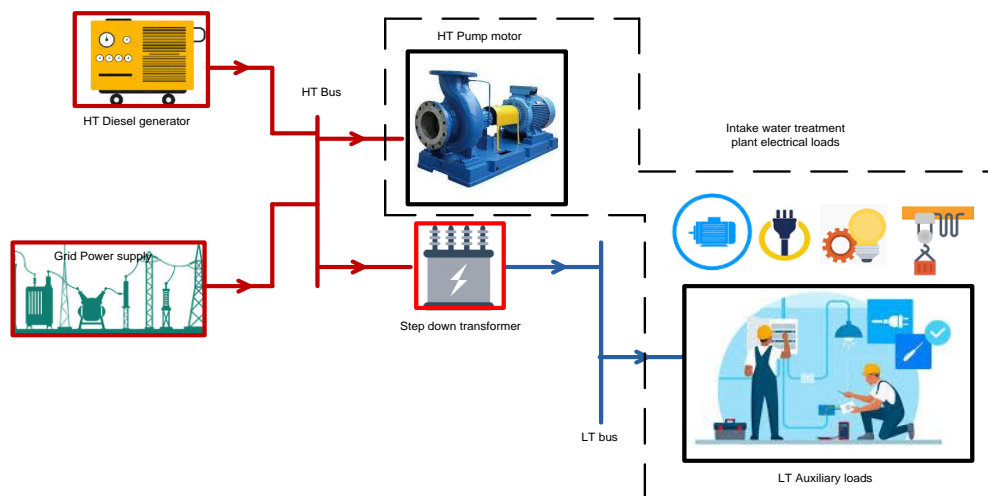 HT Pump motor
HT Bus
HT Diesel generator
Intake water treatment
plant electrical loads
Grid Power supply
Step down transformer
LT bus
LT Auxiliary loads